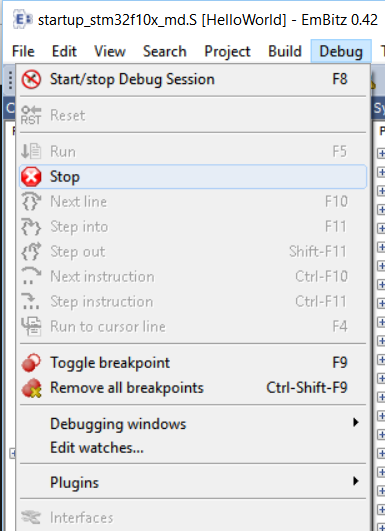 startup_stm32f10x_md.S [HelloWorld] - EmBitz 0.42
File Edit View Search Project Build Debug
Start/stop Debug Session F8
RST Reset
Run F5
Stop
Next line F10
Step into F11
Step out Shift-F11
Next instruction Ctrl-F10
Step instruction Ctrl-F11
Run to cursor line F4
Toggle breakpoint F9
Remove all breakpoints Ctrl-Shift-F9
Debugging windows
Edit watches...
Plugins
Interfaces